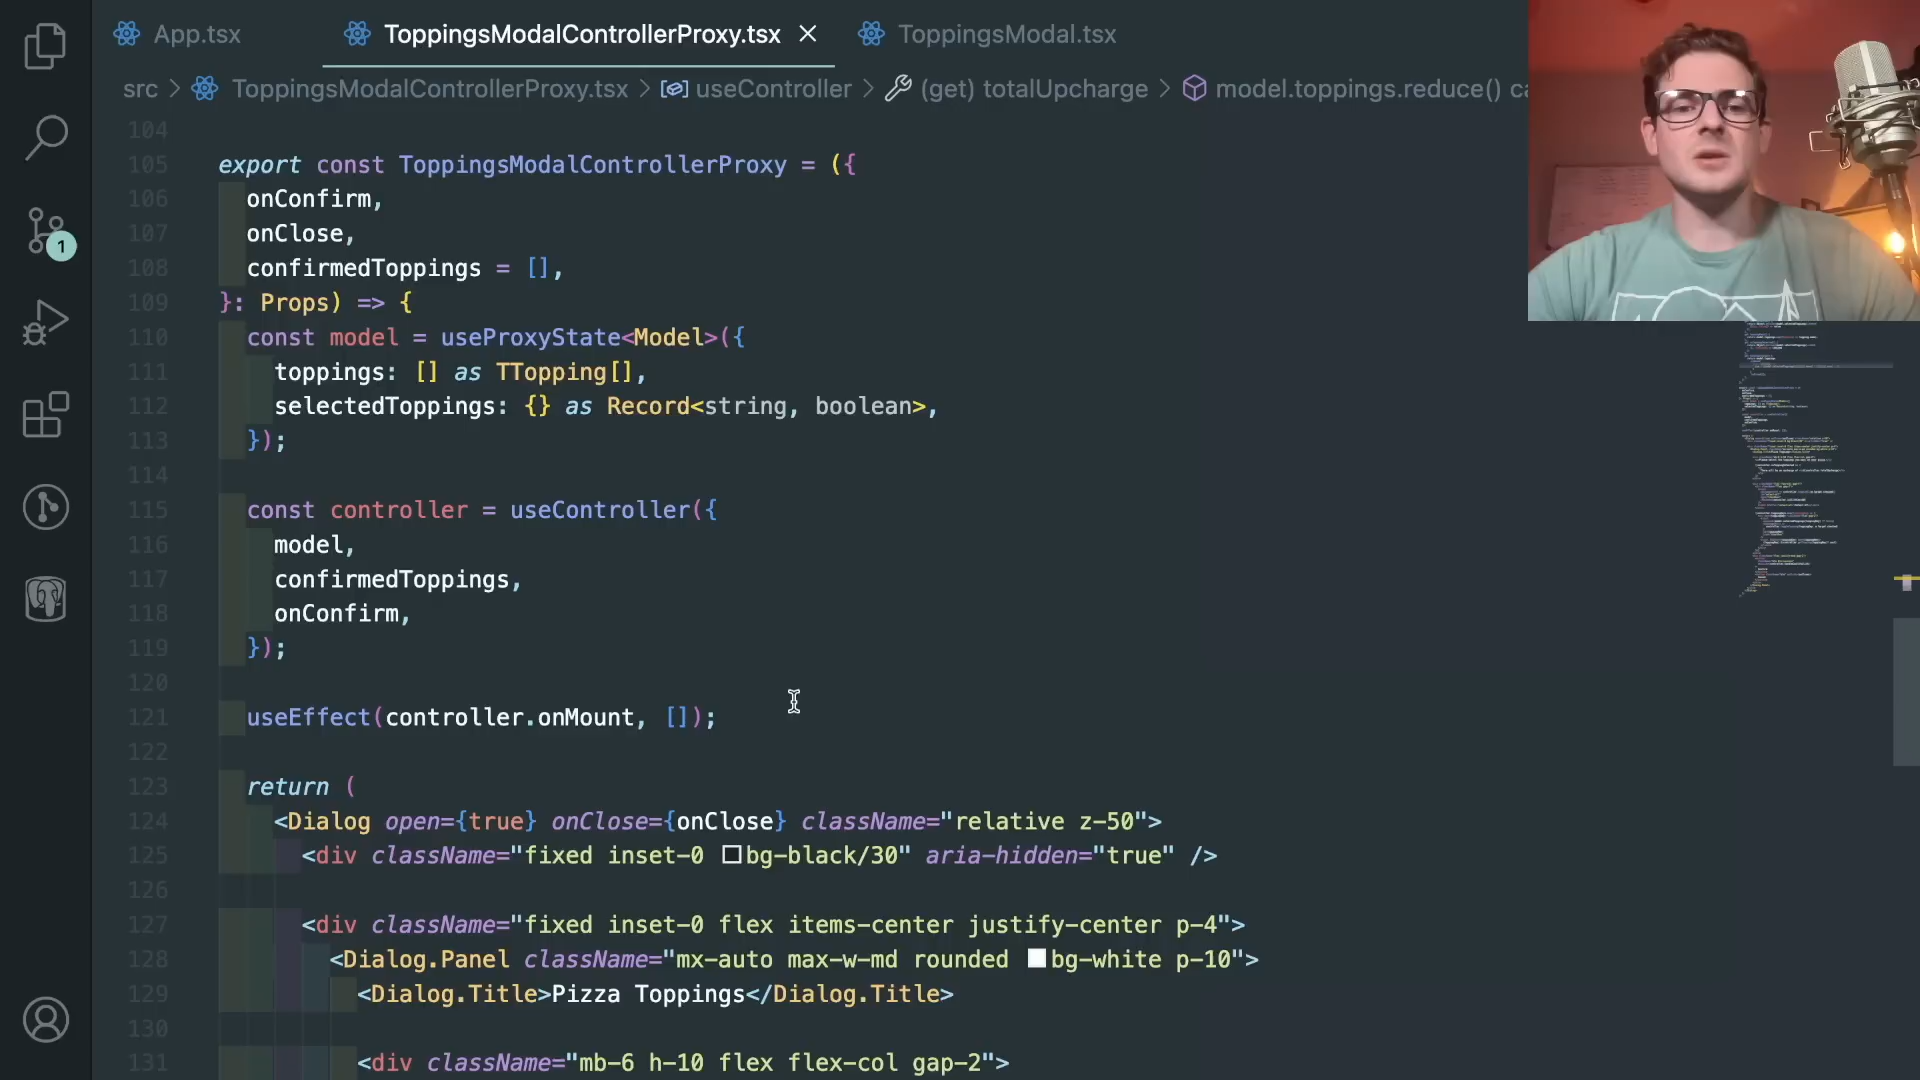 App.tsx
ToppingsModalControllerProxy.tsx
ToppingsModal.tsx
src > ToppingsModalControllerProxy.tsx > useController > (get) totalUpcharge > model.toppings.reduce()
104
105 export const ToppingsModalControllerProxy = ({
106 onConfirm,
107 onClose,
108 confirmedToppings = [],
109 }: Props) => {
110 const model = useProxyState<Model>({
111 toppings: [] as TTopping[],
112 selectedToppings: {} as Record<string, boolean>,
113 });
114
115 const controller = useController({
116 model,
117 confirmedToppings,
118 onConfirm,
119 });
120
121 useEffect(controller.onMount, []);
122
123 return (
124 <Dialog open={true} onClose={onClose} className="relative z-50">
125 <div className="fixed inset-0 bg-black/30" aria-hidden="true" />
126
127 <div className="fixed inset-0 flex items-center justify-center p-4">
128 <Dialog.Panel className="mx-auto max-w-md rounded bg-white p-10">
129 <Dialog.Title>Pizza Toppings</Dialog.Title>
130
131 <div className="mb-6 h-10 flex flex-col gap-2">
1